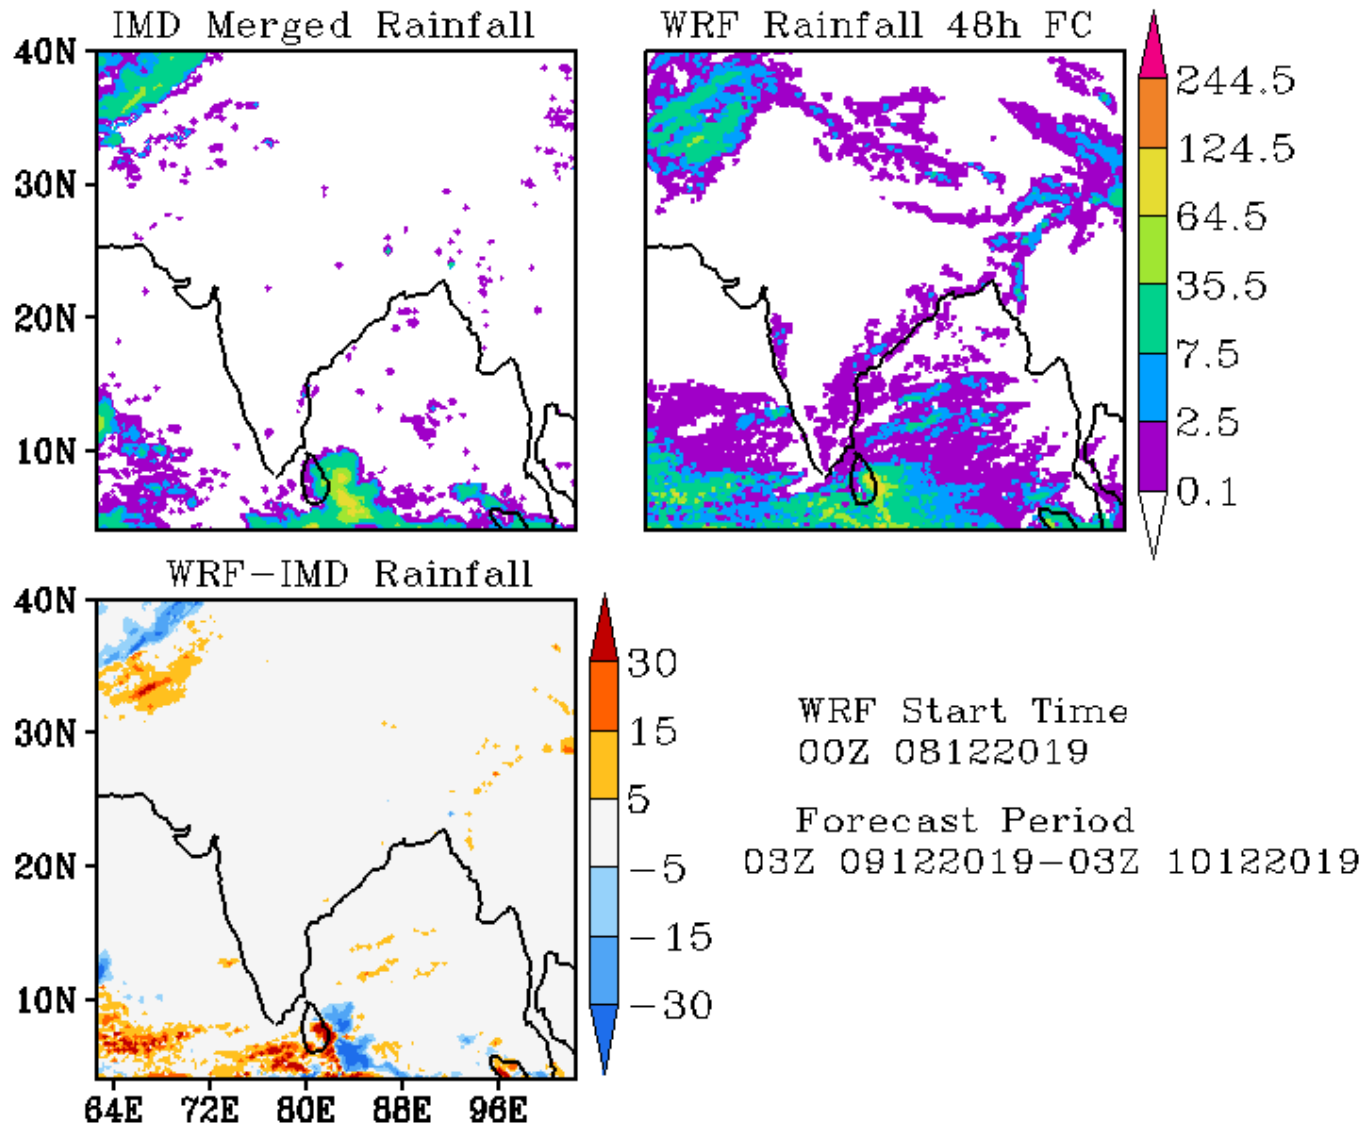 IMD Merged Rainfall
WRF Rainfall 48h FC
40N
30N
20N
10N
244.5
124.5
64.5
35.5
7.5
2.5
0.1
WRF-IMD Rainfall
40N
30N
20N
10N
64E 72E 80E 88E 96E
30
15
5
-5
-15
-30
WRF Start Time
00Z 08122019
Forecast Period
03Z 09122019-03Z 10122019